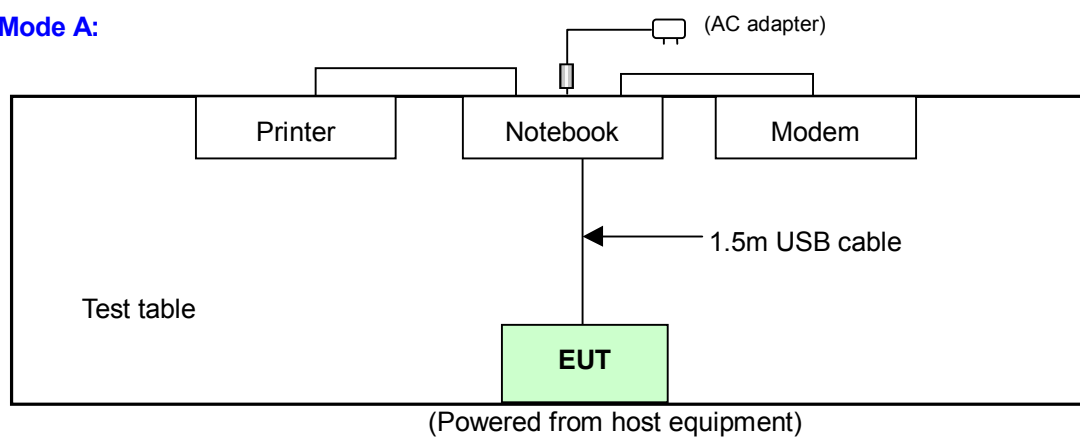 Mode A:
(AC adapter)
Printer
Notebook
Modem
1.5m USB cable
Test table
EUT
(Powered from host equipment)